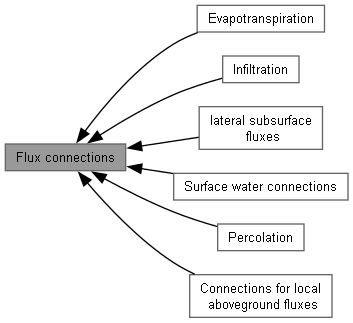 Evapotranspiration
Infiltration
lateral subsurface
fluxes
Flux connections
Surface water connections
Percolation
Connections for local
aboveground fluxes